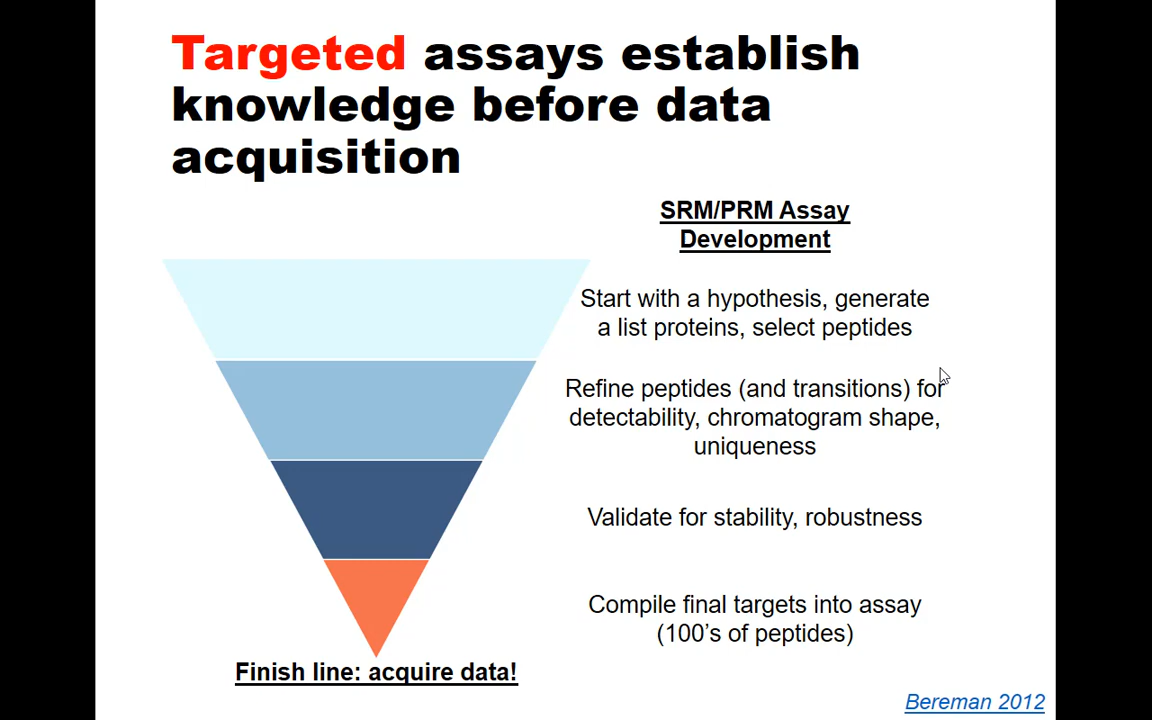 Targeted assays establish
knowledge before data
acquisition
SRM/PRM Assay
Development
Start with a hypothesis, generate
a list proteins, select peptides
Refine peptides (and transitions) for
detectability, chromatogram shape,
uniqueness
Validate for stability, robustness
Compile final targets into assay
(100's of peptides)
Finish line: acquire data!
Bereman 2012